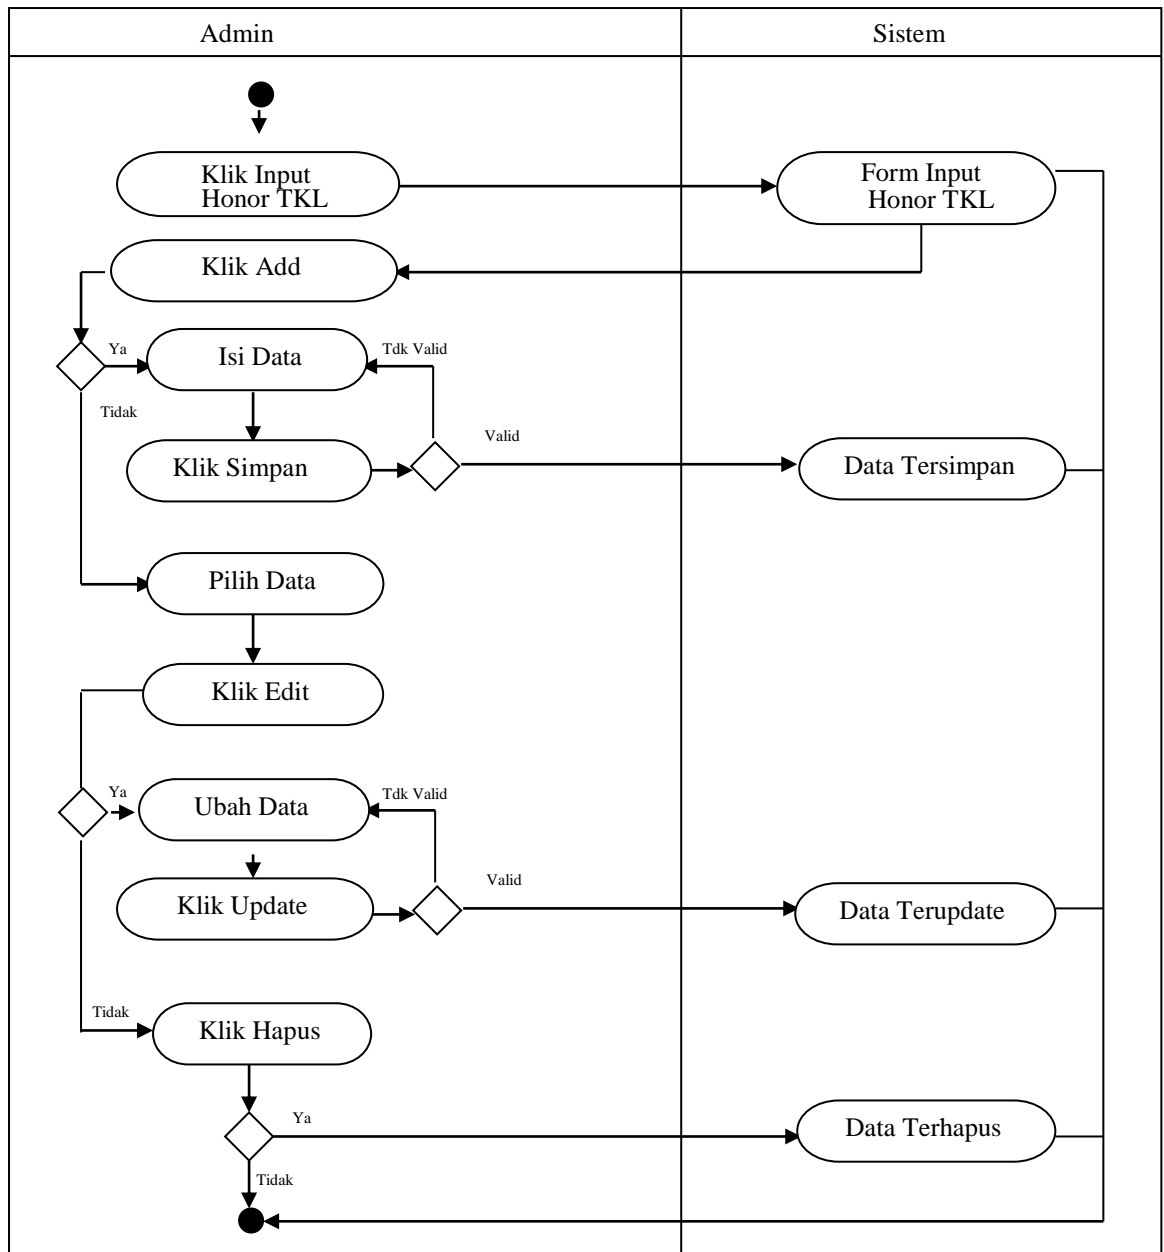 Admin
Sistem
Klik Input
Honor TKL
Form Input
Honor TKL
Klik Add
Ya
Isi Data
Tdk Valid
Tidak
Klik Simpan
Valid
Data Tersimpan
Pilih Data
Klik Edit
Ya
Ubah Data
Tdk Valid
Klik Update
Valid
Data Terupdate
Tidak
Klik Hapus
Ya
Data Terhapus
Tidak